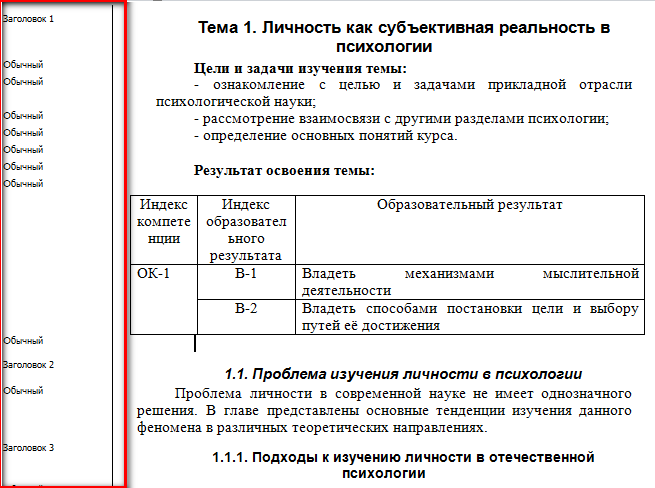 Заголовок 1
Тема 1. Личность как субъективная реальность в
психологии
Обычный
Цели и задачи изучения темы:
Обычный
- ознакомление с целью и задачами прикладной отрасли
психологической науки;
Обычный
- рассмотрение взаимосвязи с другими разделами психологии;
Обычный
- определение основных понятий курса.
Обычный
Обычный
Результат освоения темы:
Обычный
Индекс
компете
нции
Индекс
образовател
ьного
результата
Образовательный результат
ОК-1
В-1
Владеть механизмами мыслительной
деятельности
В-2
Владеть способами постановки цели и выбору
путей её достижения
Обычный
Заголовок 2
1.1. Проблема изучения личности в психологии
Обычный
Проблема личности в современной науке не имеет однозначного
решения. В главе представлены основные тенденции изучения данного
феномена в различных теоретических направлениях.
Заголовок 3
1.1.1. Подходы к изучению личности в отечественной
психологии